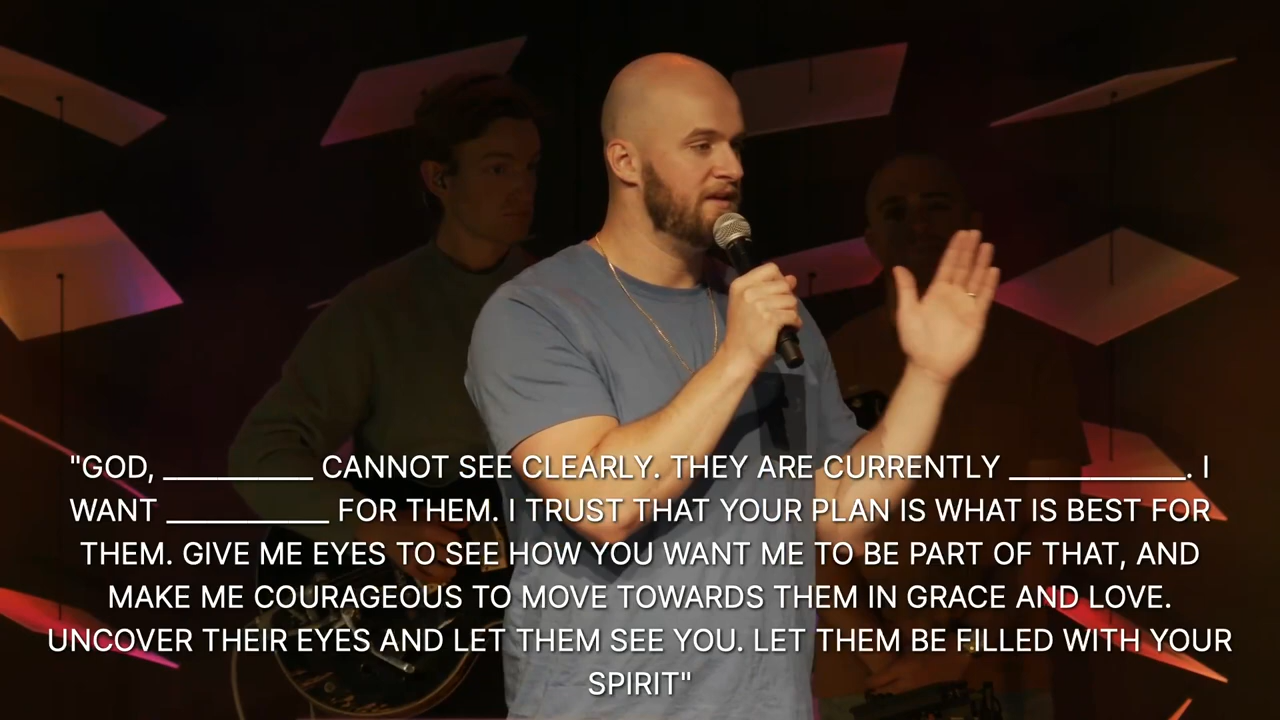 "GOD, __________ CANNOT SEE CLEARLY. THEY ARE CURRENTLY ____________. I
WANT ___________ FOR THEM. I TRUST THAT YOUR PLAN IS WHAT IS BEST FOR
THEM. GIVE ME EYES TO SEE HOW YOU WANT ME TO BE PART OF THAT, AND
MAKE ME COURAGEOUS TO MOVE TOWARDS THEM IN GRACE AND LOVE.
UNCOVER THEIR EYES AND LET THEM SEE YOU. LET THEM BE FILLED WITH YOUR
SPIRIT"